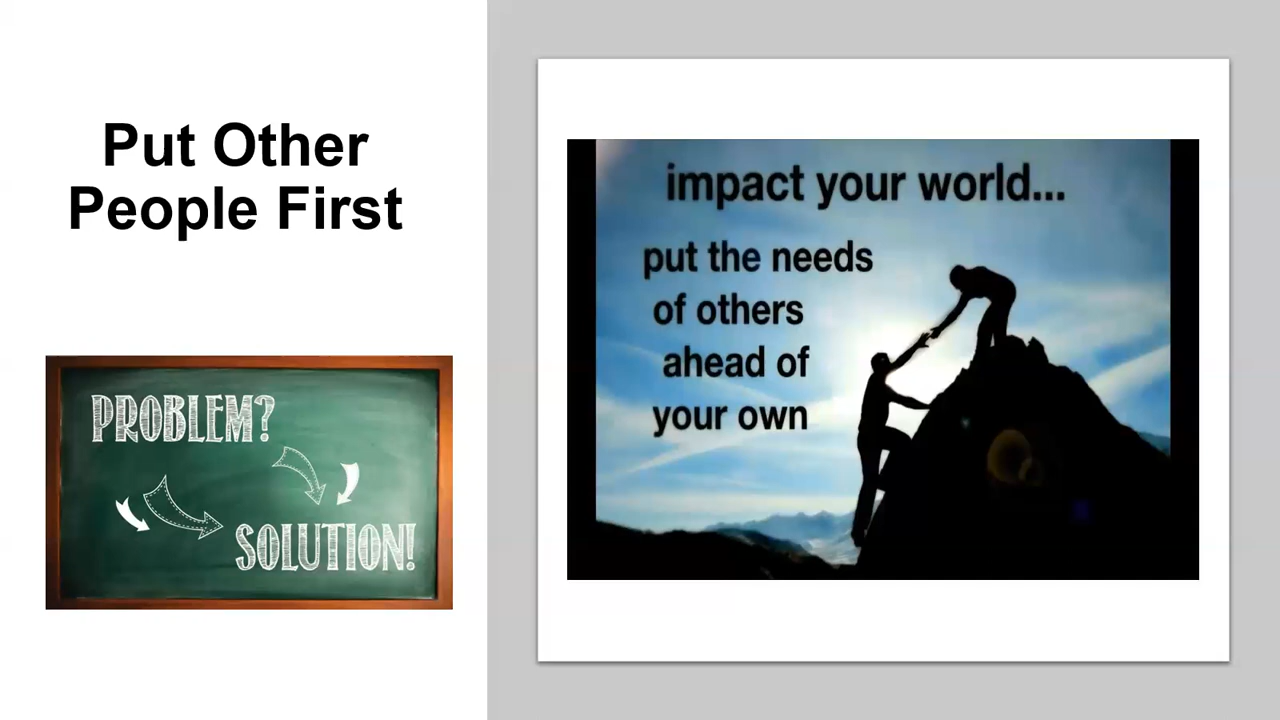 Put Other
People First
PROBLEM?
SOLUTION!
impact your world...
put the needs
of others
ahead of
your own